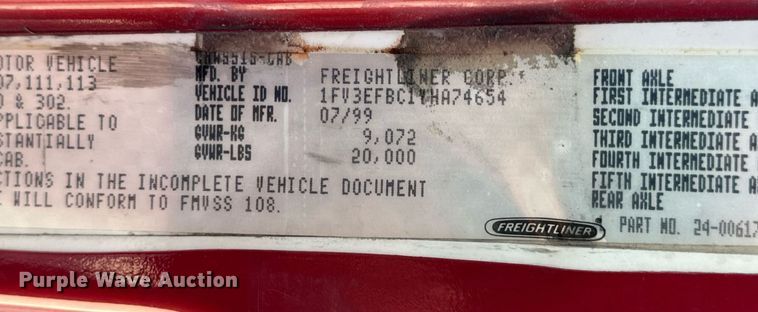 OTOR VEHICLE
07,111,113
0 & 302.
PPLICABLE TO
STANTIALLY
CAB.
CTIONS IN THE INCOMPLETE VEHICLE DOCUMENT
E WILL CONFORM TO FMVSS 108.
CHASSIS-CAB
MFD. BY FREIGHTLINER CORP.
VEHICLE ID NO. 1FV3EFBC1YHA74654
DATE OF MFR. 07/99
GVWR-KG 9,072
GVWR-LBS 20,000
FRONT AXLE
FIRST INTERMEDIATE A
SECOND INTERMEDIATE
THIRD INTERMEDIATE A
FOURTH INTERMEDIATE
FIFTH INTERMEDIATE A
REAR AXLE
FREIGHTLINER
PART NO. 24-00617
Purple Wave Auction